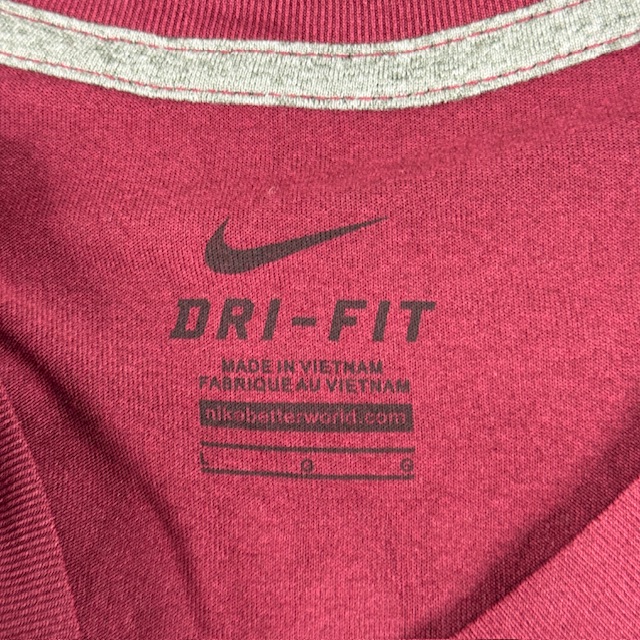 DRI-FIT
MADE IN VIETNAM
FABRIQUE AU VIETNAM
nikebetterworld.com
L G G